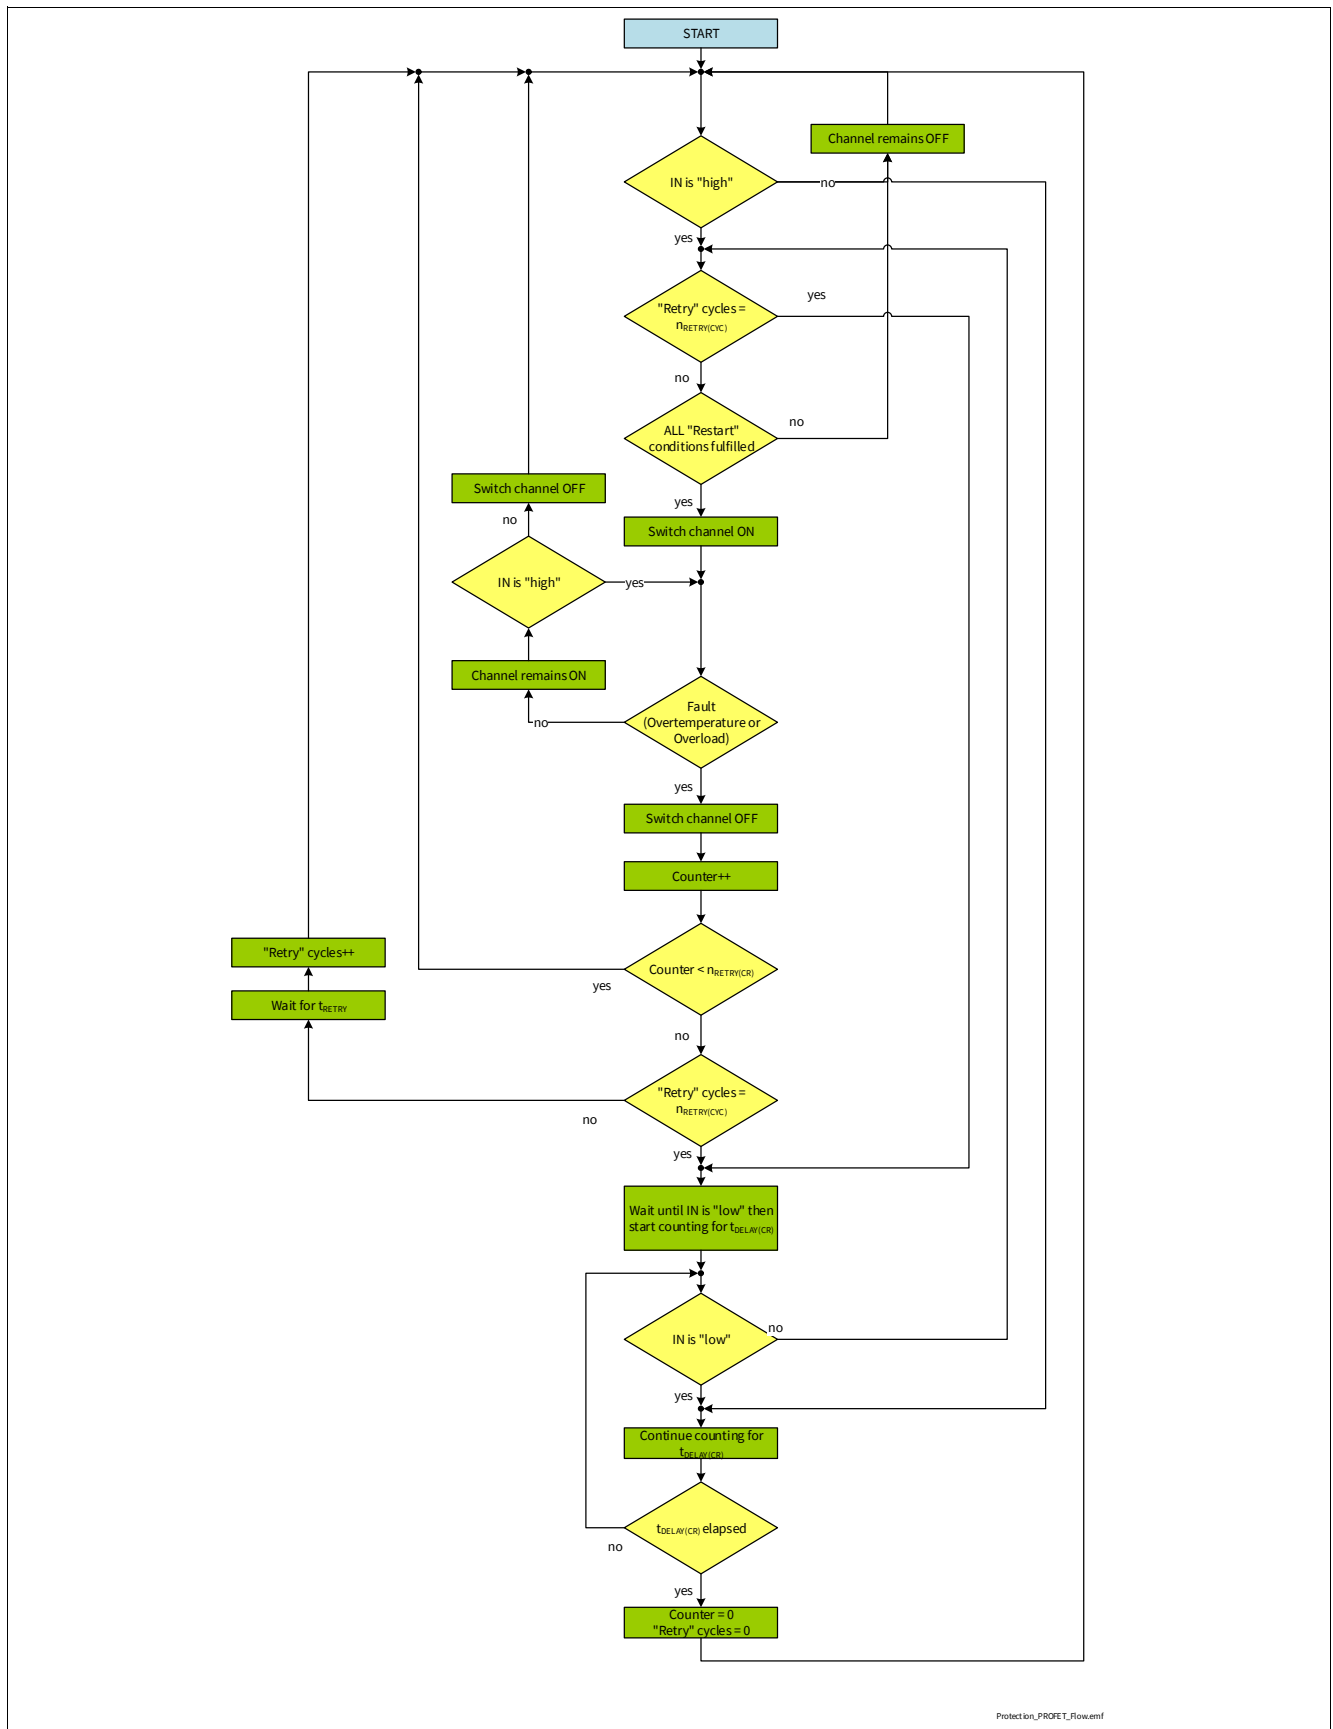 START
Channel remains OFF
IN is "high"
no
yes
"Retry" cycles =
nRETRY(CYC)
yes
no
ALL "Restart"
conditions fulfilled
no
yes
Switch channel OFF
no
Switch channel ON
IN is "high"
yes
Channel remains ON
no
Fault
(Overtemperature or
Overload)
yes
Switch channel OFF
Counter++
"Retry" cycles++
Counter < nRETRY(CR)
yes
Wait for tRETRY
no
"Retry" cycles =
nRETRY(CYC)
no
yes
Wait until IN is "low" then
start counting for tDELAY(CR)
IN is "low"
no
yes
Continue counting for
tDELAY(CR)
tDELAY(CR) elapsed
no
yes
Counter = 0
"Retry" cycles = 0
Protection_PROFET_Flow.emf